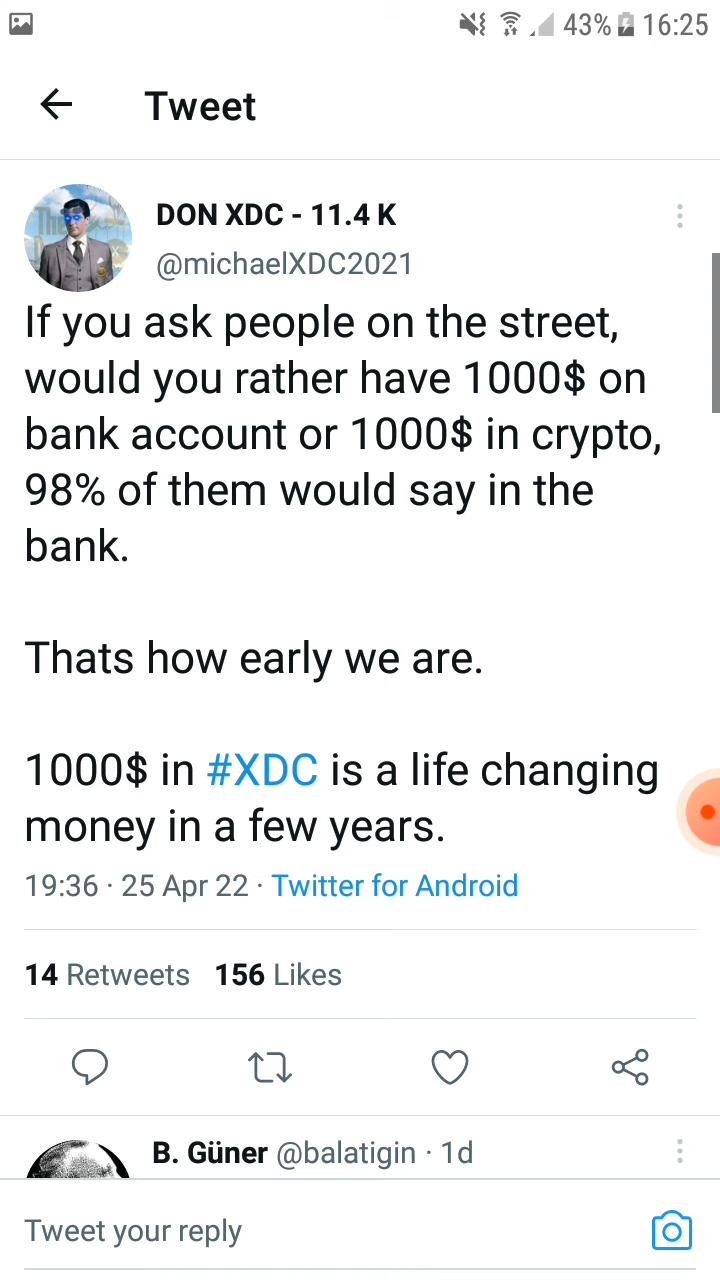 43% 16:25
Tweet
DON XDC - 11.4 K
@michaelXDC2021
If you ask people on the street,
would you rather have 1000$ on
bank account or 1000$ in crypto,
98% of them would say in the
bank.
Thats how early we are.
1000$ in #XDC is a life changing
money in a few years.
19:36 · 25 Apr 22 · Twitter for Android
14 Retweets 156 Likes
B. Güner @balatigin · 1d
Tweet your reply